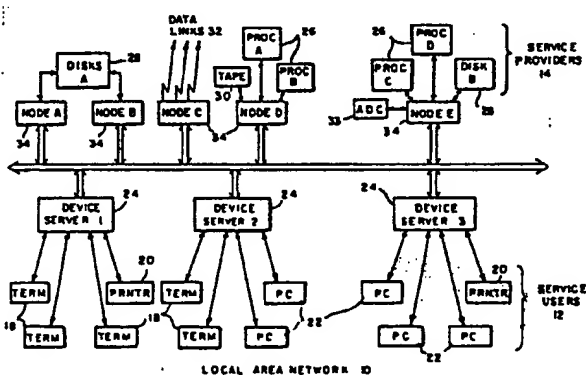 DATA
LINKS 32
PROC
A
26
TAPE
30
PROC
B
DISKS
A
28
26
PROC
D
PROC
C
DISK
B
28
ADC
33
SERVICE
PROVIDERS
14
NODE A
34
NODE B
34
NODE C
34
NODE D
NODE E
34
DEVICE
SERVER 1
24
DEVICE
SERVER 2
24
DEVICE
SERVER 3
24
TERM
18
TERM
TERM
PRNTR
20
TERM
18
TERM
PC
PC
22
PC
PC
PC
22
PRNTR
20
SERVICE
USERS
12
LOCAL AREA NETWORK 10